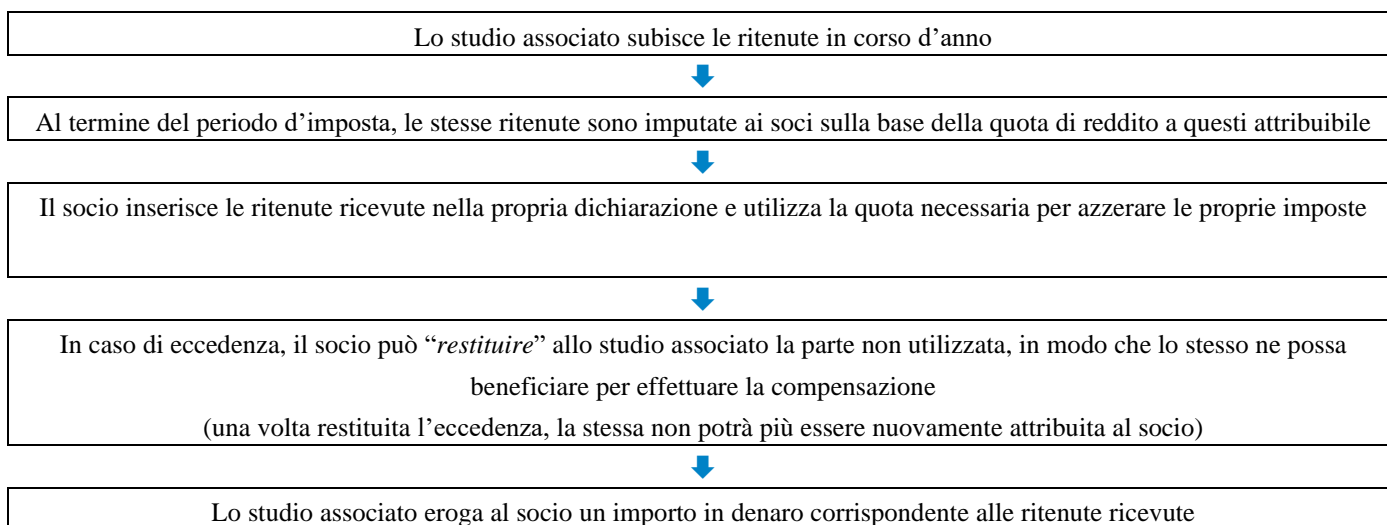 Lo studio associato subisce le ritenute in corso d’anno
Al termine del periodo d’imposta, le stesse ritenute sono imputate ai soci sulla base della quota di reddito a questi attribuibile
Il socio inserisce le ritenute ricevute nella propria dichiarazione e utilizza la quota necessaria per azzerare le proprie imposte
In caso di eccedenza, il socio può “restituire” allo studio associato la parte non utilizzata, in modo che lo stesso ne possa
beneficiare per effettuare la compensazione
(una volta restituita l’eccedenza, la stessa non potrà più essere nuovamente attribuita al socio)
Lo studio associato eroga al socio un importo in denaro corrispondente alle ritenute ricevute